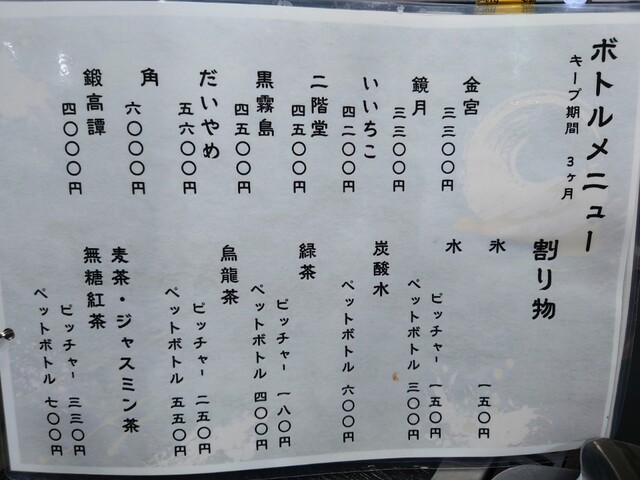 ボトルメニュー
キープ期間 3ヶ月
金宮
三三〇〇円
鏡月
三三〇〇円
いいちこ
四二〇〇円
二階堂
四五〇〇円
黒霧島
四五〇〇円
だいやめ
五六〇〇円
角
六〇〇〇円
鍛高譚
四〇〇〇円
割り物
氷
一五〇円
水
ピッチャー 一五〇円
ペットボトル 三〇〇円
炭酸水
ペットボトル 六〇〇円
緑茶
ピッチャー 一八〇円
ペットボトル 四〇〇円
烏龍茶
ピッチャー 二五〇円
ペットボトル 五五〇円
麦茶・ジャスミン茶
無糖紅茶
ピッチャー 三三〇円
ペットボトル 七〇〇円